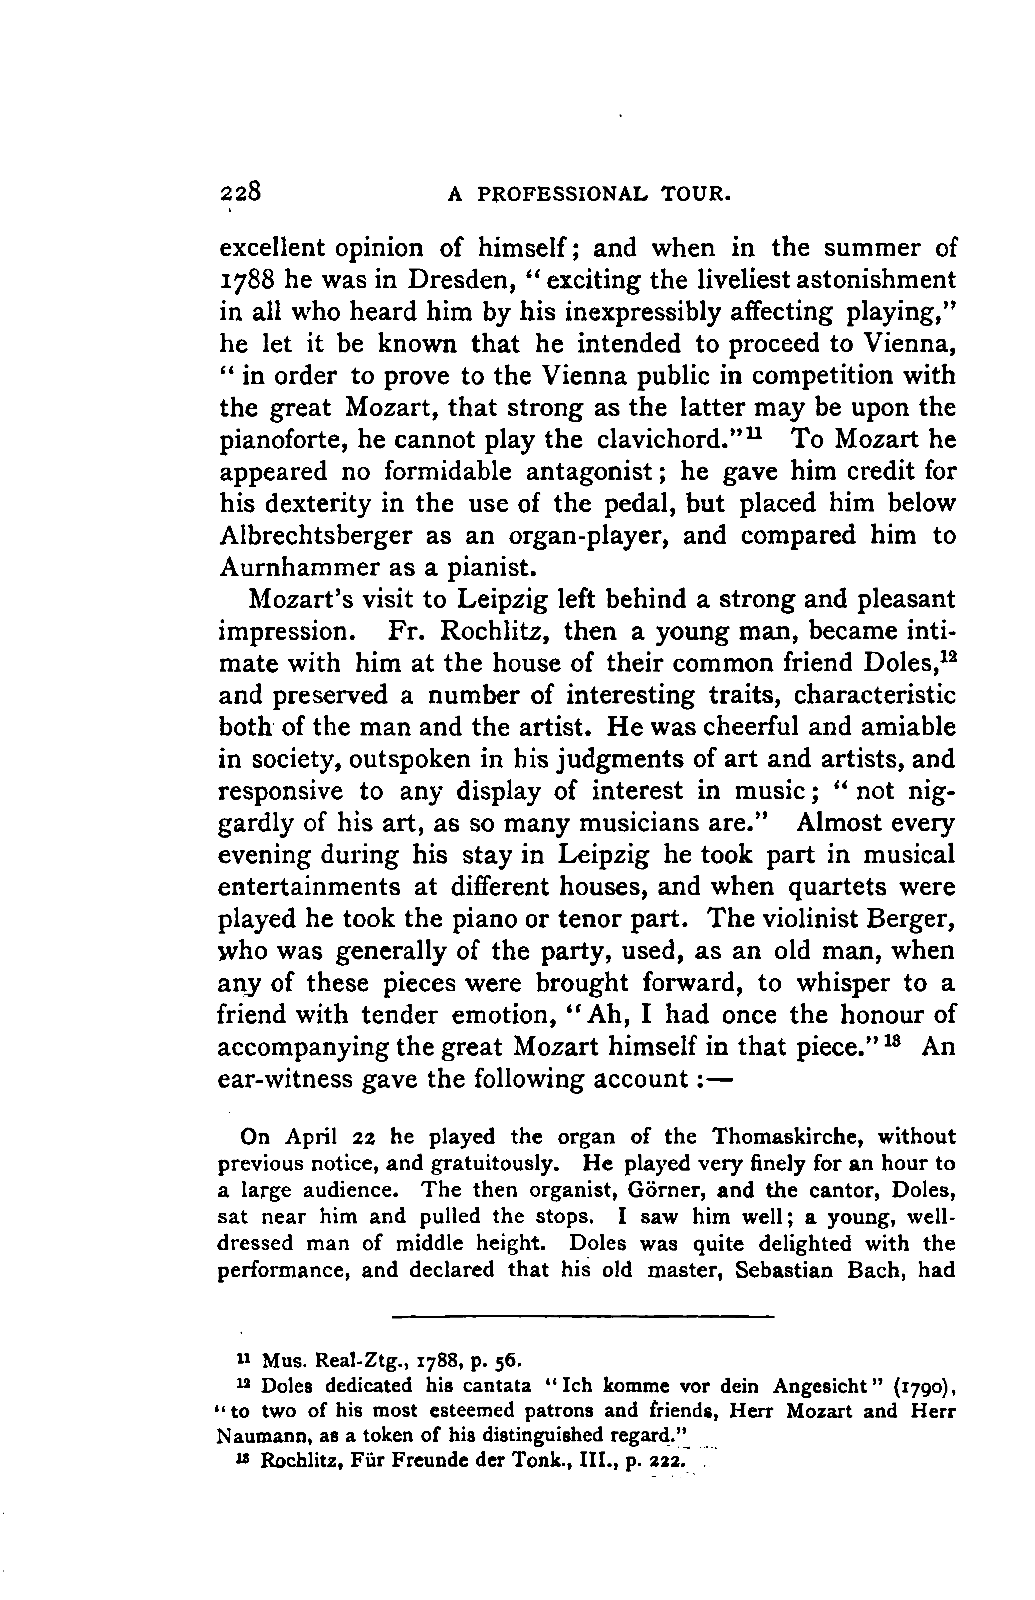 228 A PROFESSIONAL TOUR.
excellent opinion of himself; and when in the summer of
1788 he was in Dresden, "exciting the liveliest astonishment
in all who heard him by his inexpressibly affecting playing,"
he let it be known that he intended to proceed to Vienna,
"in order to prove to the Vienna public in competition with
the great Mozart, that strong as the latter may be upon the
pianoforte, he cannot play the clavichord."¹¹ To Mozart he
appeared no formidable antagonist; he gave him credit for
his dexterity in the use of the pedal, but placed him below
Albrechtsberger as an organ-player, and compared him to
Aurnhammer as a pianist.
Mozart's visit to Leipzig left behind a strong and pleasant
impression. Fr. Rochlitz, then a young man, became inti-
mate with him at the house of their common friend Doles,¹²
and preserved a number of interesting traits, characteristic
both of the man and the artist. He was cheerful and amiable
in society, outspoken in his judgments of art and artists, and
responsive to any display of interest in music; "not nig-
gardly of his art, as so many musicians are." Almost every
evening during his stay in Leipzig he took part in musical
entertainments at different houses, and when quartets were
played he took the piano or tenor part. The violinist Berger,
who was generally of the party, used, as an old man, when
any of these pieces were brought forward, to whisper to a
friend with tender emotion, "Ah, I had once the honour of
accompanying the great Mozart himself in that piece."¹³ An
ear-witness gave the following account :—
On April 22 he played the organ of the Thomaskirche, without
previous notice, and gratuitously. He played very finely for an hour to
a large audience. The then organist, Görner, and the cantor, Doles,
sat near him and pulled the stops. I saw him well; a young, well-
dressed man of middle height. Doles was quite delighted with the
performance, and declared that his old master, Sebastian Bach, had
¹¹ Mus. Real-Ztg., 1788, p. 56.
¹² Doles dedicated his cantata "Ich komme vor dein Angesicht" (1790),
"to two of his most esteemed patrons and friends, Herr Mozart and Herr
Naumann, as a token of his distinguished regard."
¹³ Rochlitz, Für Freunde der Tonk., III., p. 222.